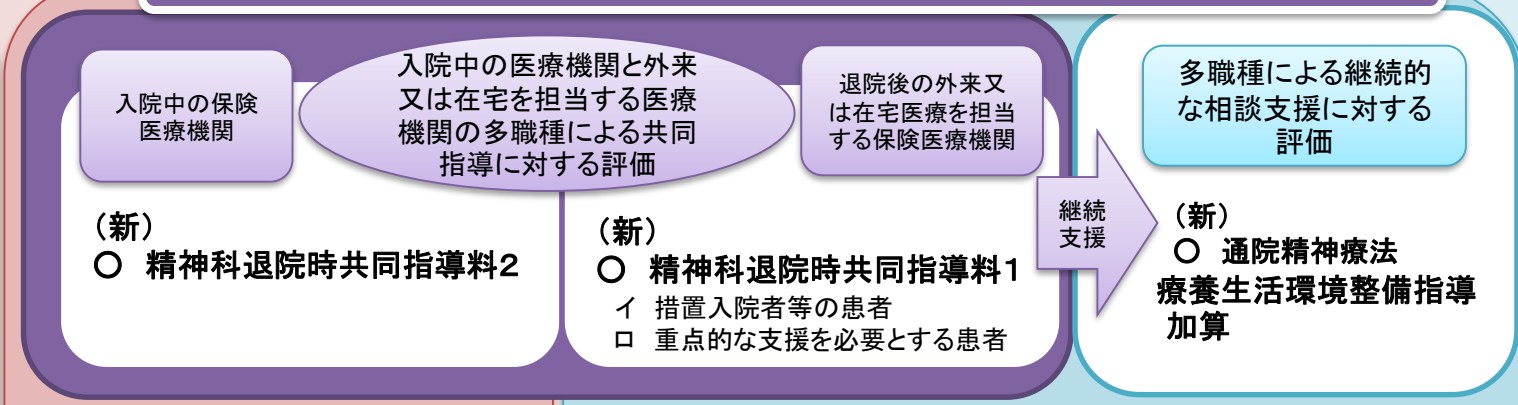 入院中の保険
医療機関
入院中の医療機関と外来
又は在宅を担当する医療
機関の多職種による共同
指導に対する評価
退院後の外来又
は在宅医療を担当
する保険医療機関
(新)
○ 精神科退院時共同指導料2
(新)
○ 精神科退院時共同指導料1
イ 措置入院者等の患者
ロ 重点的な支援を必要とする患者
継続
支援
多職種による継続的
な相談支援に対する
評価
(新)
○ 通院精神療法
療養生活環境整備指導
加算